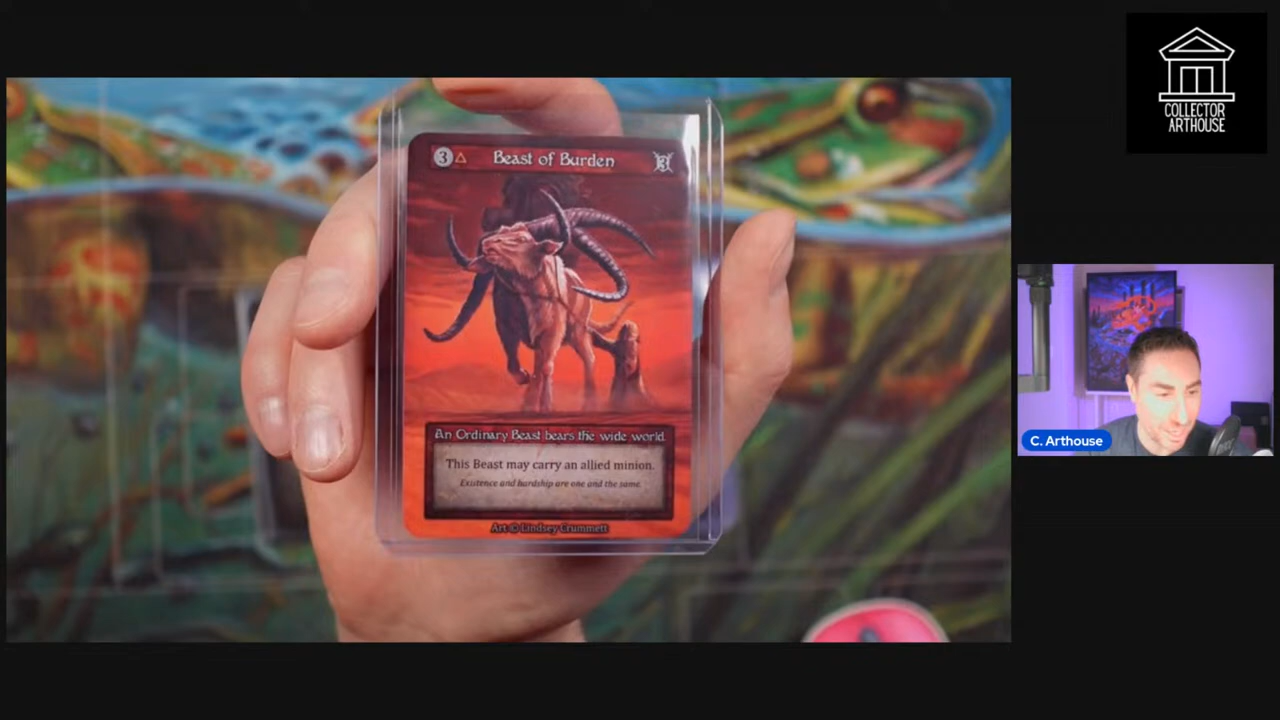 3 Beast of Burden 3
An Ordinary Beast bears the wide world
This Beast may carry an allied minion.
Existence and hardship are one and the same.
Art © Lindsey Crummett
COLLECTOR
ARTHOUSE
C. Arthouse